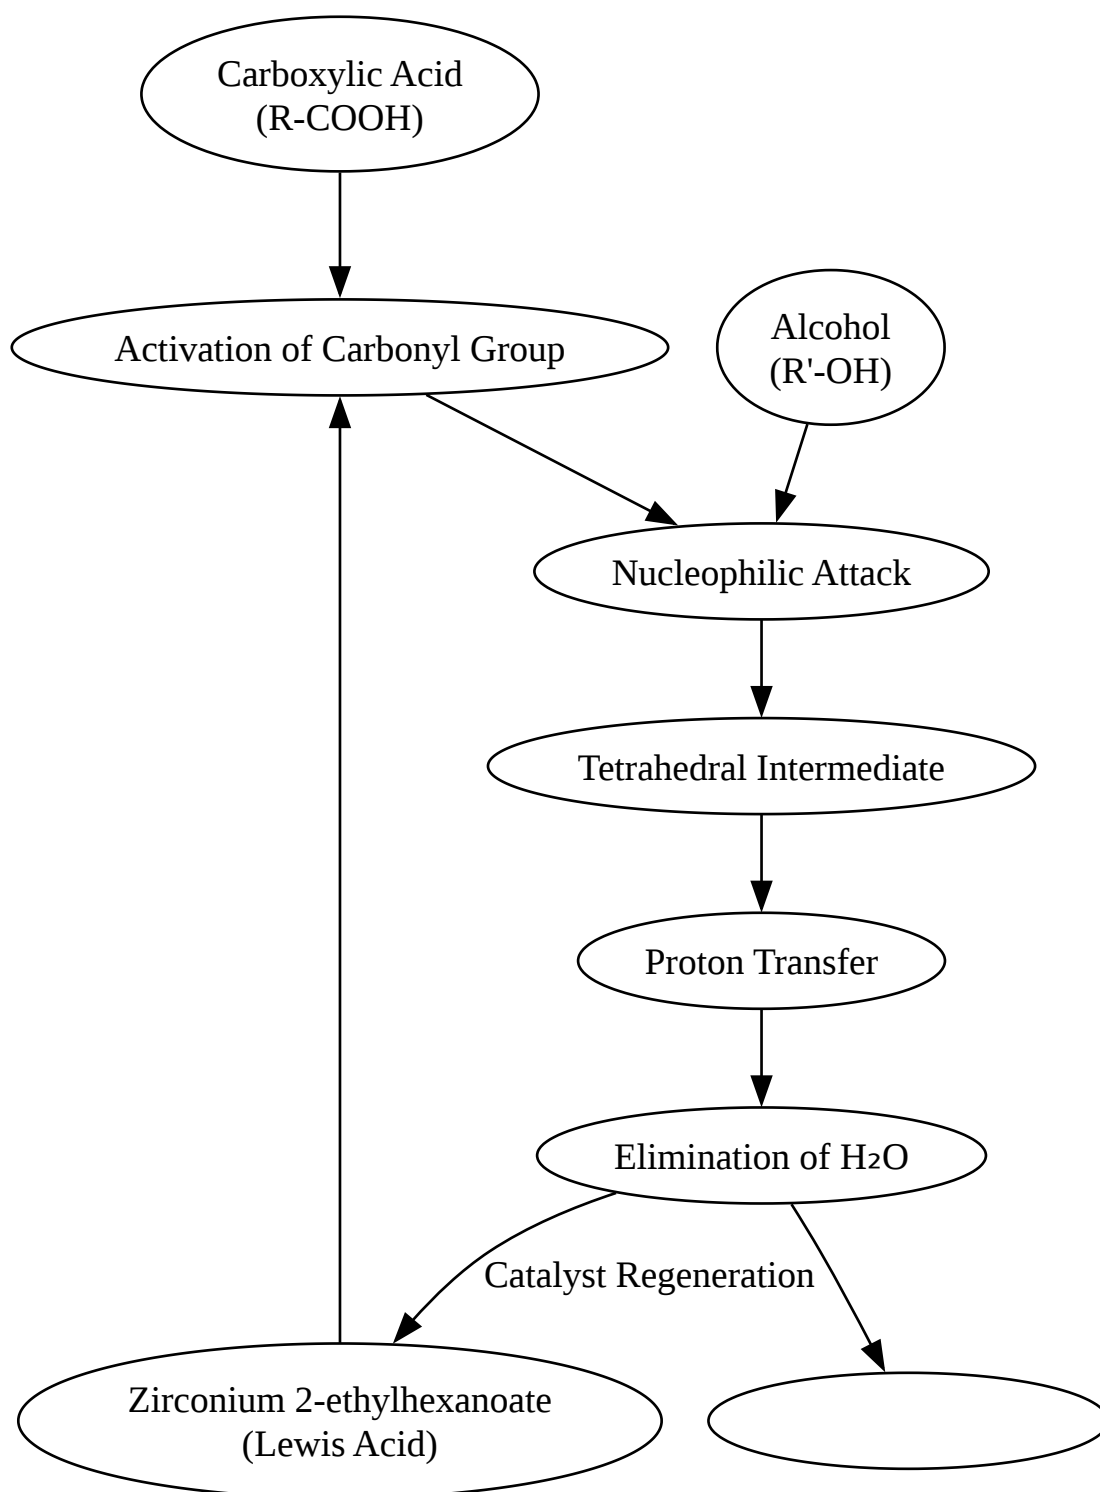 Carboxylic Acid
(R-COOH)
Activation of Carbonyl Group
Alcohol
(R'-OH)
Nucleophilic Attack
Tetrahedral Intermediate
Proton Transfer
Elimination of H₂O
Catalyst Regeneration
Zirconium 2-ethylhexanoate
(Lewis Acid)